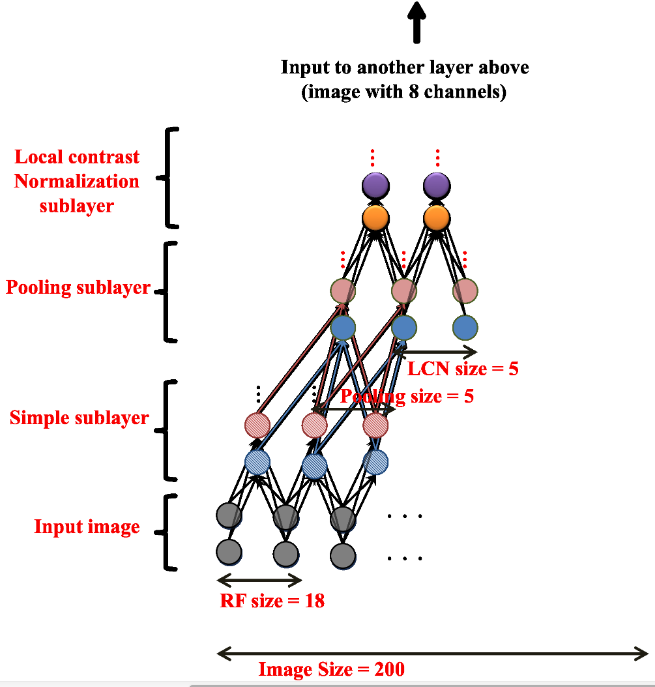 Input to another layer above
(image with 8 channels)
Local contrast
Normalization
sublayer
Pooling sublayer
LCN size = 5
Pooling size = 5
Simple sublayer
Input image
RF size = 18
Image Size = 200